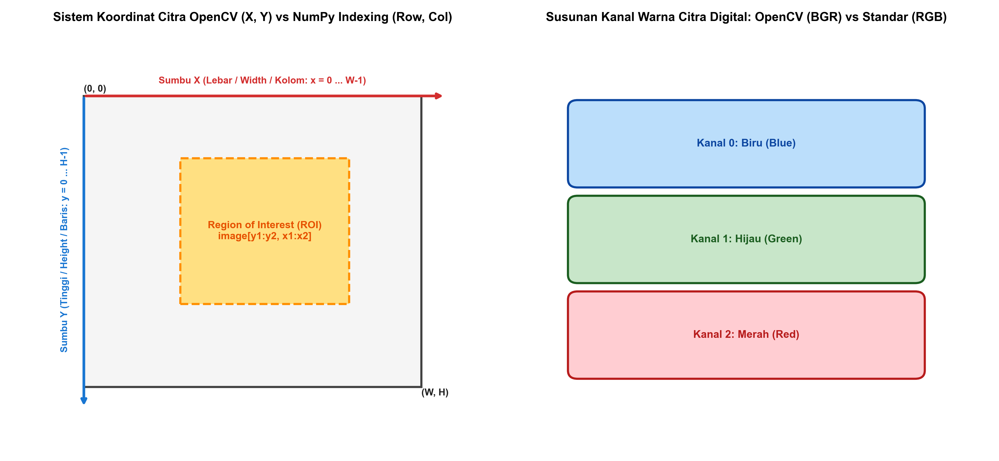 Sistem Koordinat Citra OpenCV (X, Y) vs NumPy Indexing (Row, Col)
Sumbu X (Lebar / Width / Kolom: x = 0 ... W-1)
(0, 0)
Sumbu Y (Tinggi / Height / Baris: y = 0 ... H-1)
Region of Interest (ROI)
image[y1:y2, x1:x2]
(W, H)
Susunan Kanal Warna Citra Digital: OpenCV (BGR) vs Standar (RGB)
Kanal 0: Biru (Blue)
Kanal 1: Hijau (Green)
Kanal 2: Merah (Red)